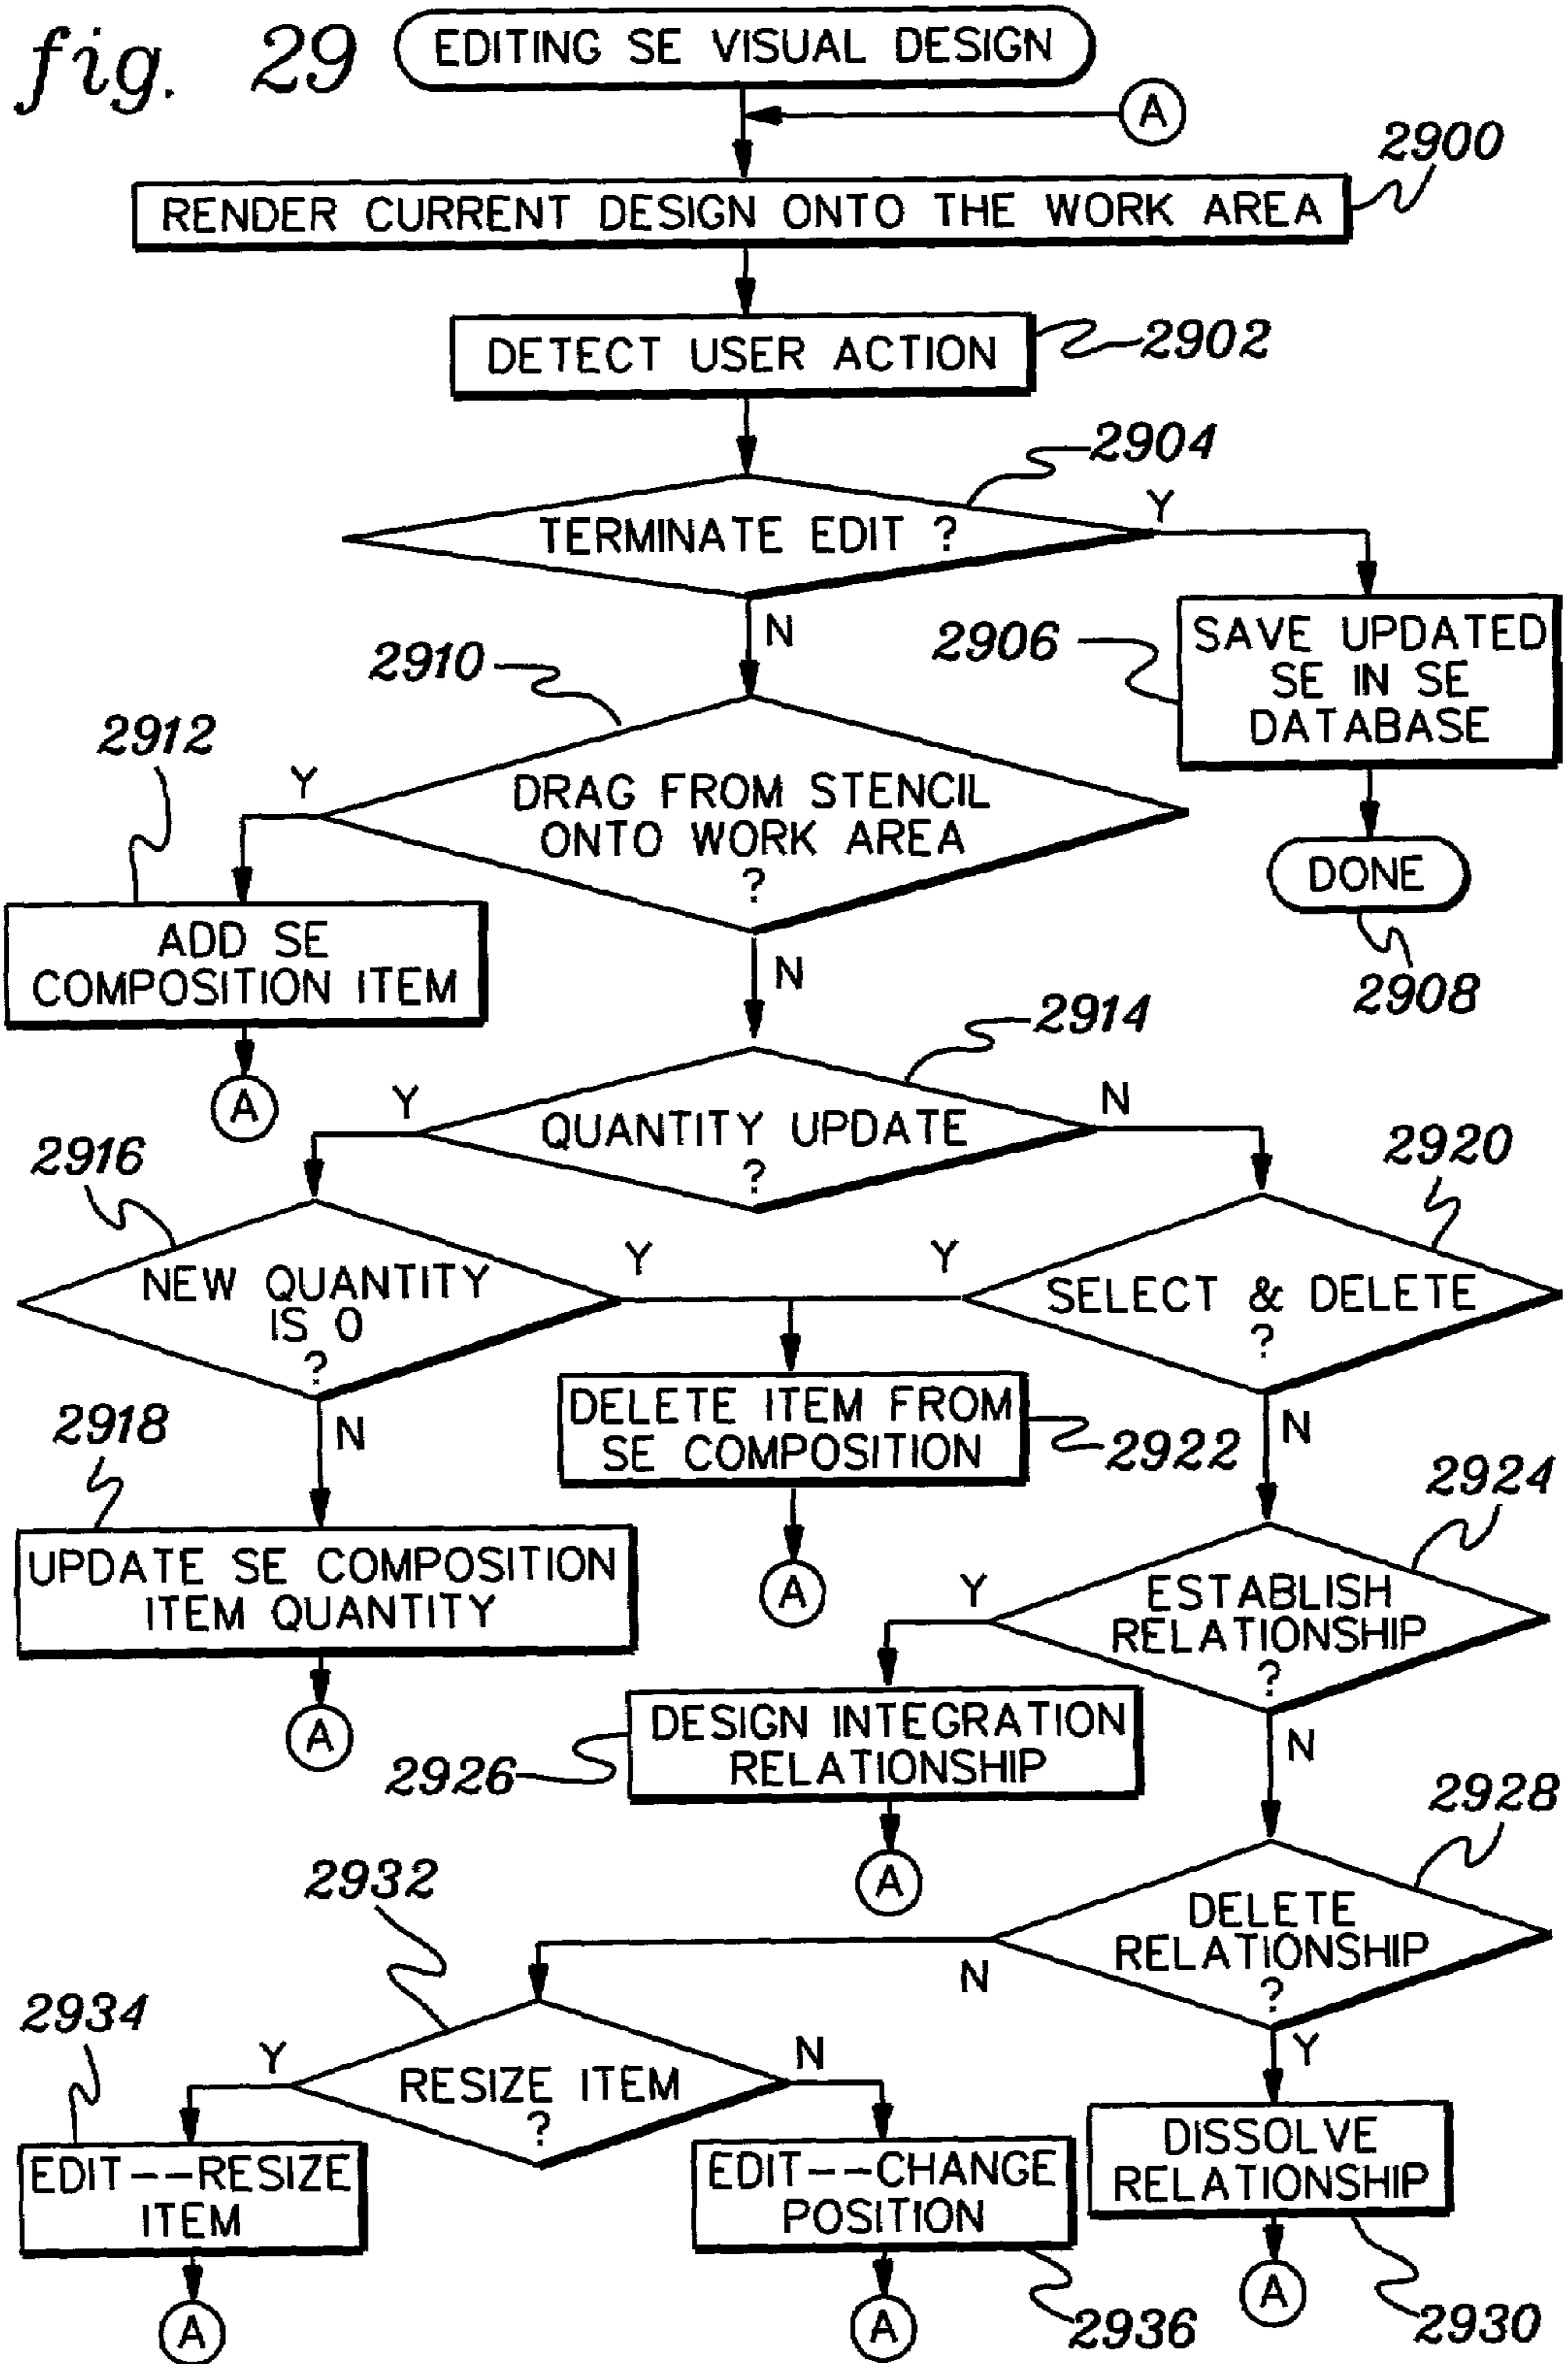 fig. 29
EDITING SE VISUAL DESIGN
A
2900
RENDER CURRENT DESIGN ONTO THE WORK AREA
DETECT USER ACTION
2902
2904
TERMINATE EDIT ?
Y
N
2906
SAVE UPDATED
SE IN SE
DATABASE
DONE
2908
2910
DRAG FROM STENCIL
ONTO WORK AREA
?
Y
N
2912
ADD SE
COMPOSITION ITEM
A
2914
QUANTITY UPDATE
?
Y
N
2916
NEW QUANTITY
IS 0
?
Y
N
2918
UPDATE SE COMPOSITION
ITEM QUANTITY
A
2920
SELECT & DELETE
?
Y
N
DELETE ITEM FROM
SE COMPOSITION
2922
A
2924
ESTABLISH
RELATIONSHIP
?
Y
N
DESIGN INTEGRATION
RELATIONSHIP
2926
A
2928
DELETE
RELATIONSHIP
?
N
Y
DISSOLVE
RELATIONSHIP
2930
A
2932
RESIZE ITEM
?
Y
N
2934
EDIT--RESIZE
ITEM
A
EDIT--CHANGE
POSITION
2936
A